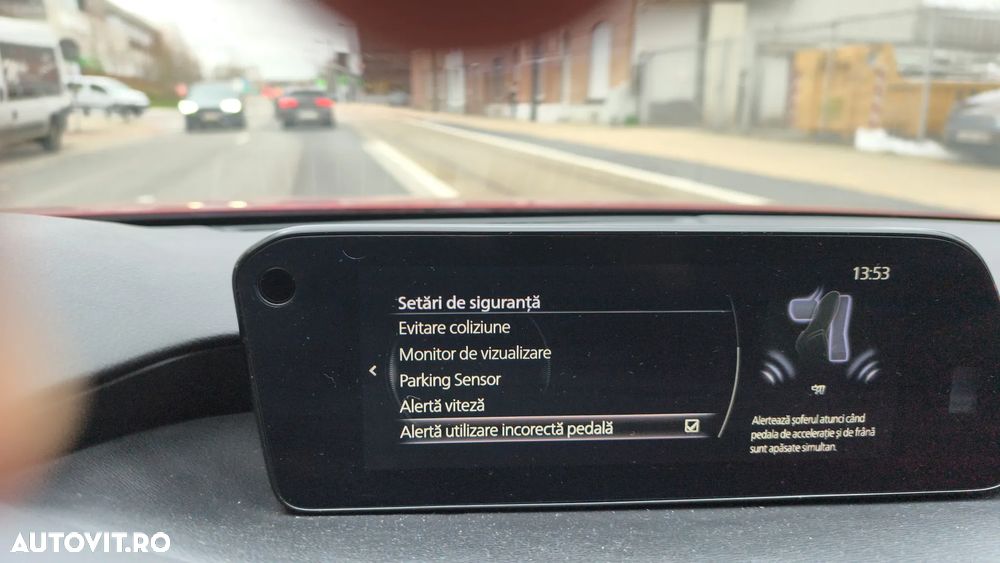 13:53
Setări de siguranță
Evitare coliziune
Monitor de vizualizare
Parking Sensor
Alertă viteză
Alertă utilizare incorectă pedală
Alertează șoferul atunci când
pedala de accelerație și de frână
sunt apăsate simultan.
AUTOVIT.RO